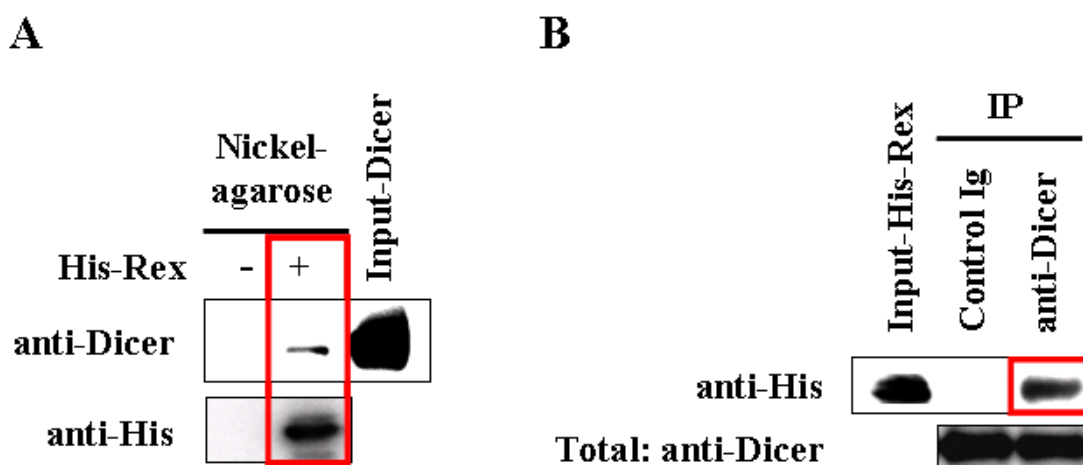 A
Nickel-
agarose
Input-Dicer
His-Rex - +
anti-Dicer
anti-His
B
IP
Input-His-Rex
Control Ig
anti-Dicer
anti-His
Total: anti-Dicer